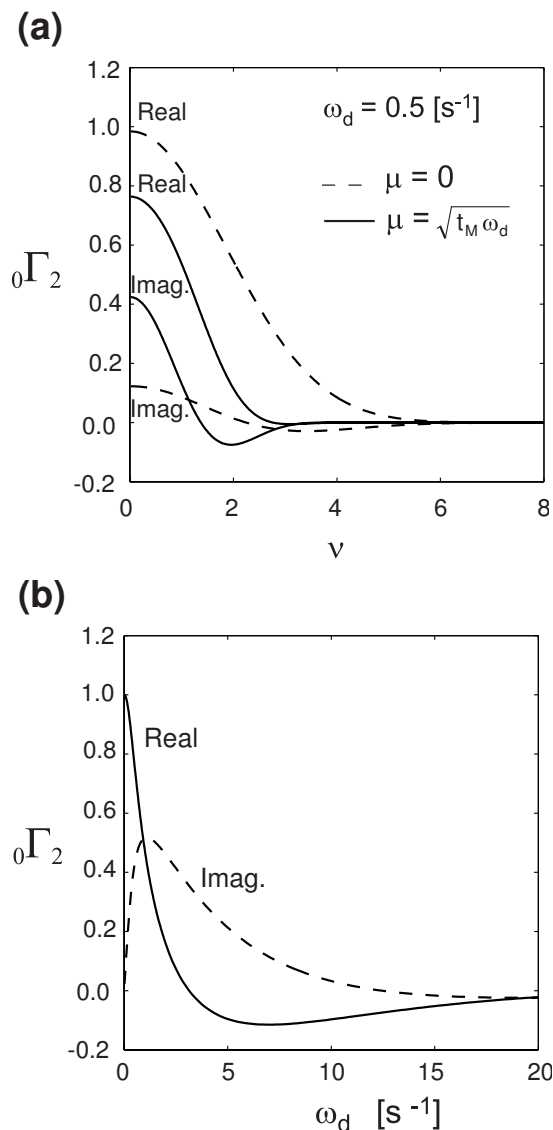 (a)
1.2
Real
ω_d = 0.5 [s⁻¹]
1.0
0.8
Real
μ = 0
μ = √t_M ω_d
0.6
₀Γ₂
0.4
Imag.
0.2
Imag.
0.0
-0.2
0 2 4 6 8
ν
(b)
1.2
1.0
Real
0.8
0.6
₀Γ₂
0.4
Imag.
0.2
0.0
-0.2
0 5 10 15 20
ω_d [s⁻¹]